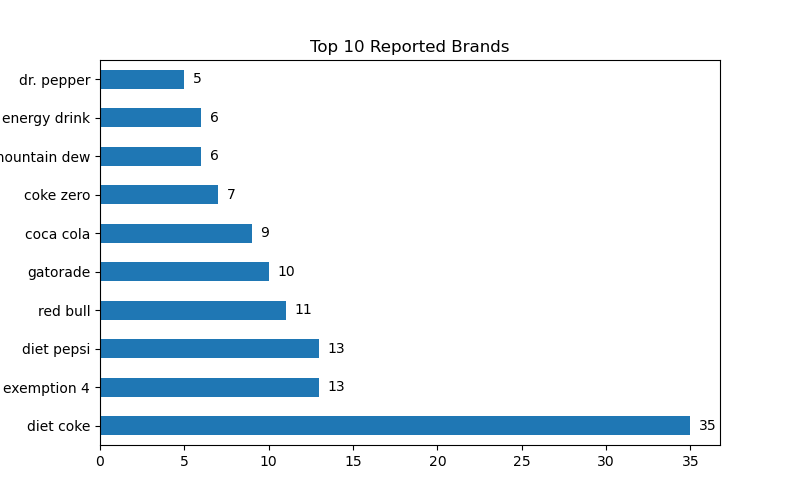 Top 10 Reported Brands
dr. pepper 5
energy drink 6
ountain dew 6
coke zero 7
coca cola 9
gatorade 10
red bull 11
diet pepsi 13
exemption 4 13
diet coke 35
0 5 10 15 20 25 30 35